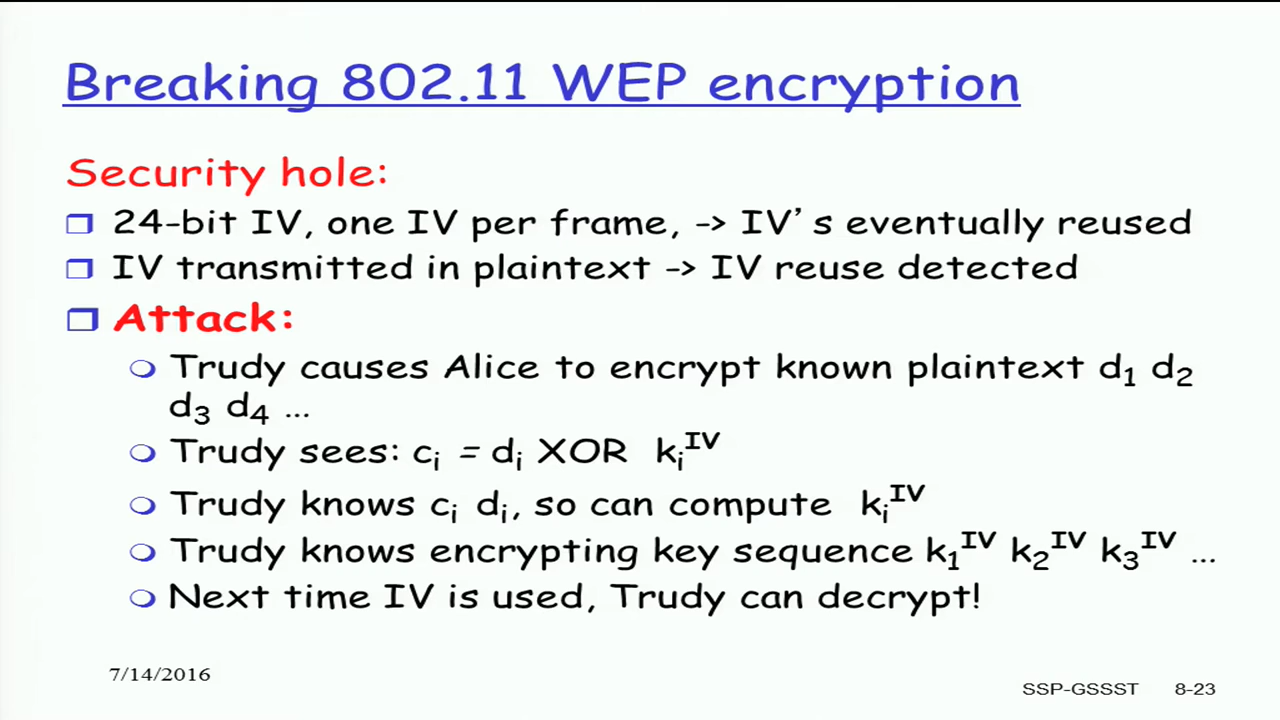 Breaking 802.11 WEP encryption
Security hole:
❒ 24-bit IV, one IV per frame, -> IV's eventually reused
❒ IV transmitted in plaintext -> IV reuse detected
❒ Attack:
❍ Trudy causes Alice to encrypt known plaintext d₁ d₂
d₃ d₄ ...
❍ Trudy sees: cᵢ = dᵢ XOR kᵢᴵⱽ
❍ Trudy knows cᵢ dᵢ, so can compute kᵢᴵⱽ
❍ Trudy knows encrypting key sequence k₁ᴵⱽ k₂ᴵⱽ k₃ᴵⱽ ...
❍ Next time IV is used, Trudy can decrypt!
7/14/2016
SSP-GSSST 8-23